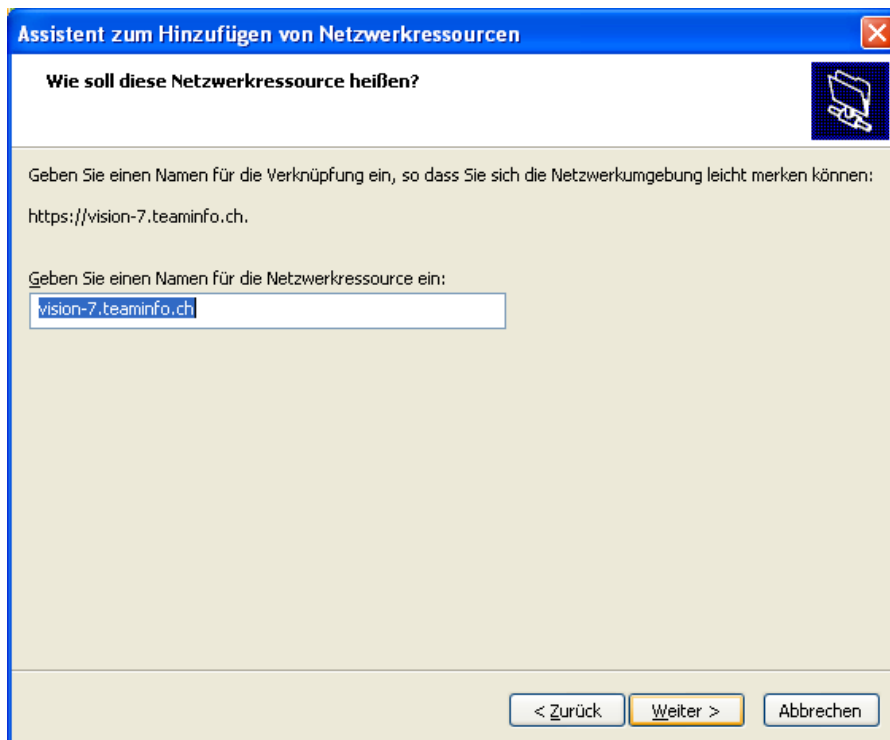 Assistent zum Hinzufügen von Netzwerkressourcen
Wie soll diese Netzwerkressource heißen?
Geben Sie einen Namen für die Verknüpfung ein, so dass Sie sich die Netzwerkumgebung leicht merken können:
https://vision-7.teaminfo.ch.
Geben Sie einen Namen für die Netzwerkressource ein:
vision-7.teaminfo.ch
< Zurück
Weiter >
Abbrechen